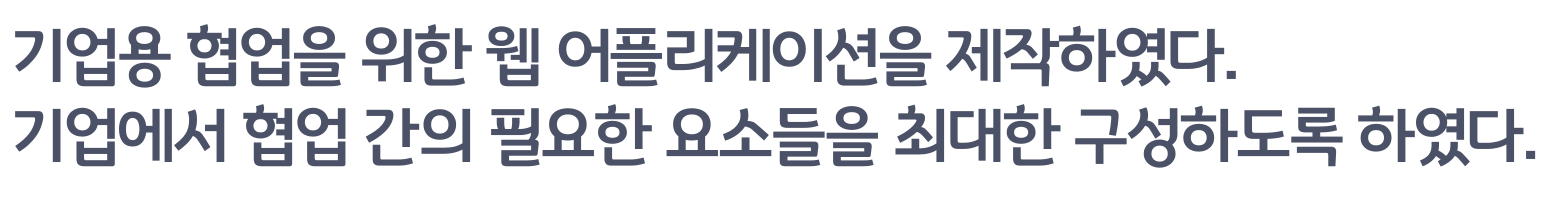 기업용 협업을 위한 웹 어플리케이션을 제작하였다.
기업에서 협업 간의 필요한 요소들을 최대한 구성하도록 하였다.